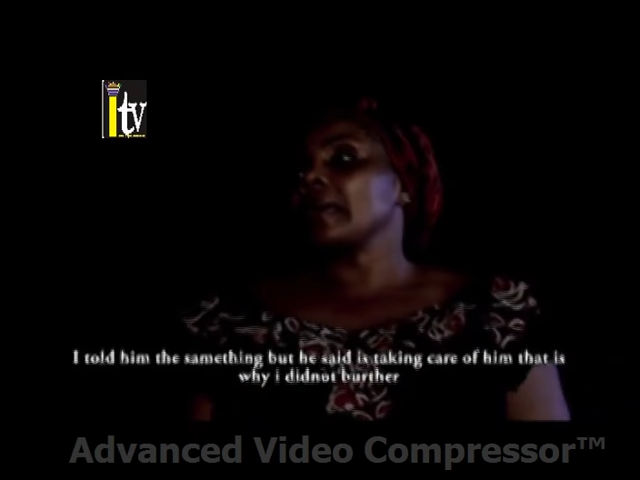 itv
I told him the samething but he said is taking care of him that is
why i didnot burther
Advanced Video Compressor™